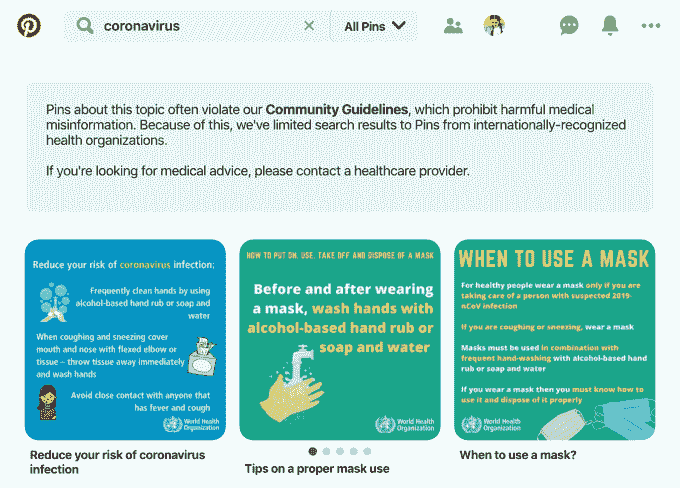 coronavirus
All Pins
Pins about this topic often violate our Community Guidelines, which prohibit harmful medical
misinformation. Because of this, we've limited search results to Pins from internationally-recognized
health organizations.
If you're looking for medical advice, please contact a healthcare provider.
Reduce your risk of coronavirus infection:
Frequently clean hands by using
alcohol-based hand rub or soap and
water
When coughing and sneezing cover
mouth and nose with flexed elbow or
tissue – throw tissue away immediately
and wash hands
Avoid close contact with anyone that
has fever and cough
World Health
Organization
Reduce your risk of coronavirus
infection
HOW TO PUT ON, USE, TAKE OFF AND DISPOSE OF A MASK
Before and after wearing
a mask, wash hands with
alcohol-based hand rub or
soap and water
World Health
Organization
Tips on a proper mask use
WHEN TO USE A MASK
For healthy people wear a mask only if you are
taking care of a person with suspected 2019-
nCoV infection
If you are coughing or sneezing, wear a mask
Masks must be used in combination with
frequent hand-washing with alcohol-based hand
rub or soap and water
If you wear a mask then you must know how to
use it and dispose of it properly
World Health
Organization
When to use a mask?